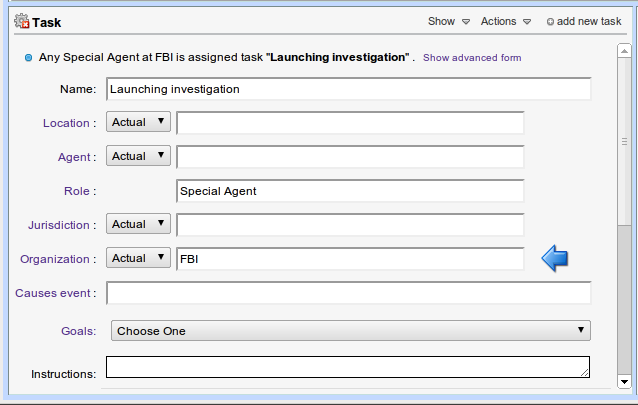 Task Show Actions add new task
Any Special Agent at FBI is assigned task "Launching investigation" . Show advanced form
Name: Launching investigation
Location : Actual
Agent : Actual
Role : Special Agent
Jurisdiction : Actual
Organization : Actual FBI
Causes event :
Goals: Choose One
Instructions: